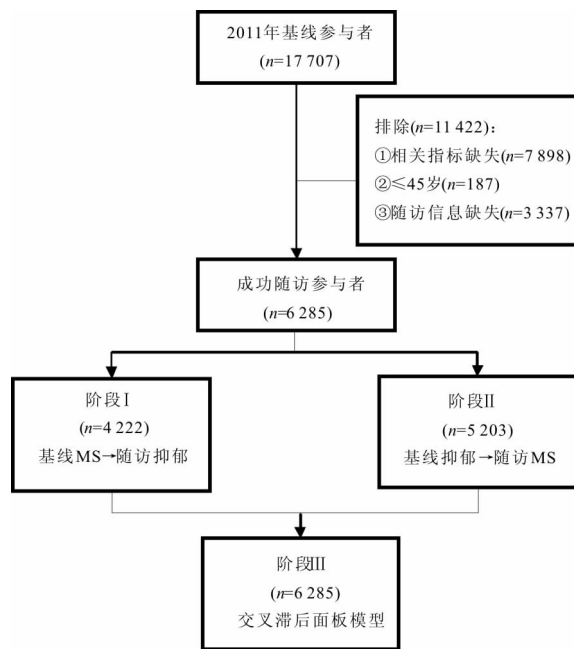 2011年基线参与者
(n=17 707)
排除(n=11 422)：
①相关指标缺失(n=7 898)
②≤45岁(n=187)
③随访信息缺失(n=3 337)
成功随访参与者
(n=6 285)
阶段Ⅰ
(n=4 222)
基线MS→随访抑郁
阶段Ⅱ
(n=5 203)
基线抑郁→随访MS
阶段Ⅲ
(n=6 285)
交叉滞后面板模型